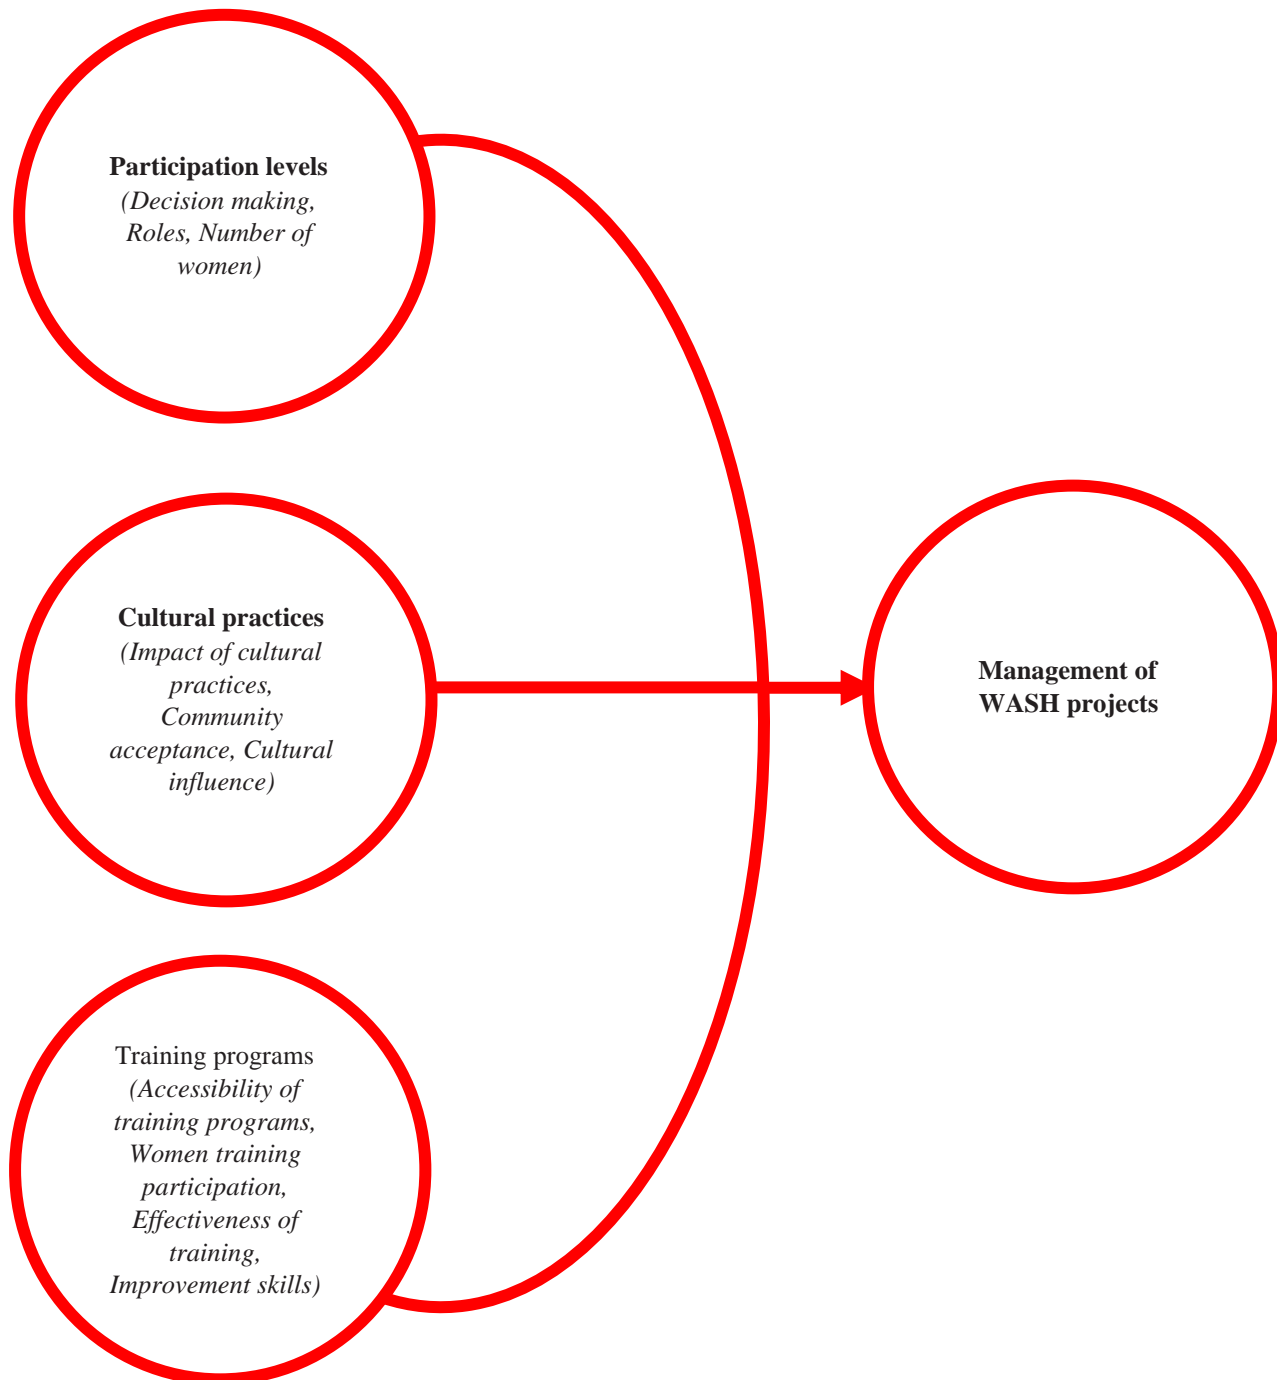 Participation levels
(Decision making,
Roles, Number of
women)
Cultural practices
(Impact of cultural
practices,
Community
acceptance, Cultural
influence)
Management of
WASH projects
Training programs
(Accessibility of
training programs,
Women training
participation,
Effectiveness of
training,
Improvement skills)